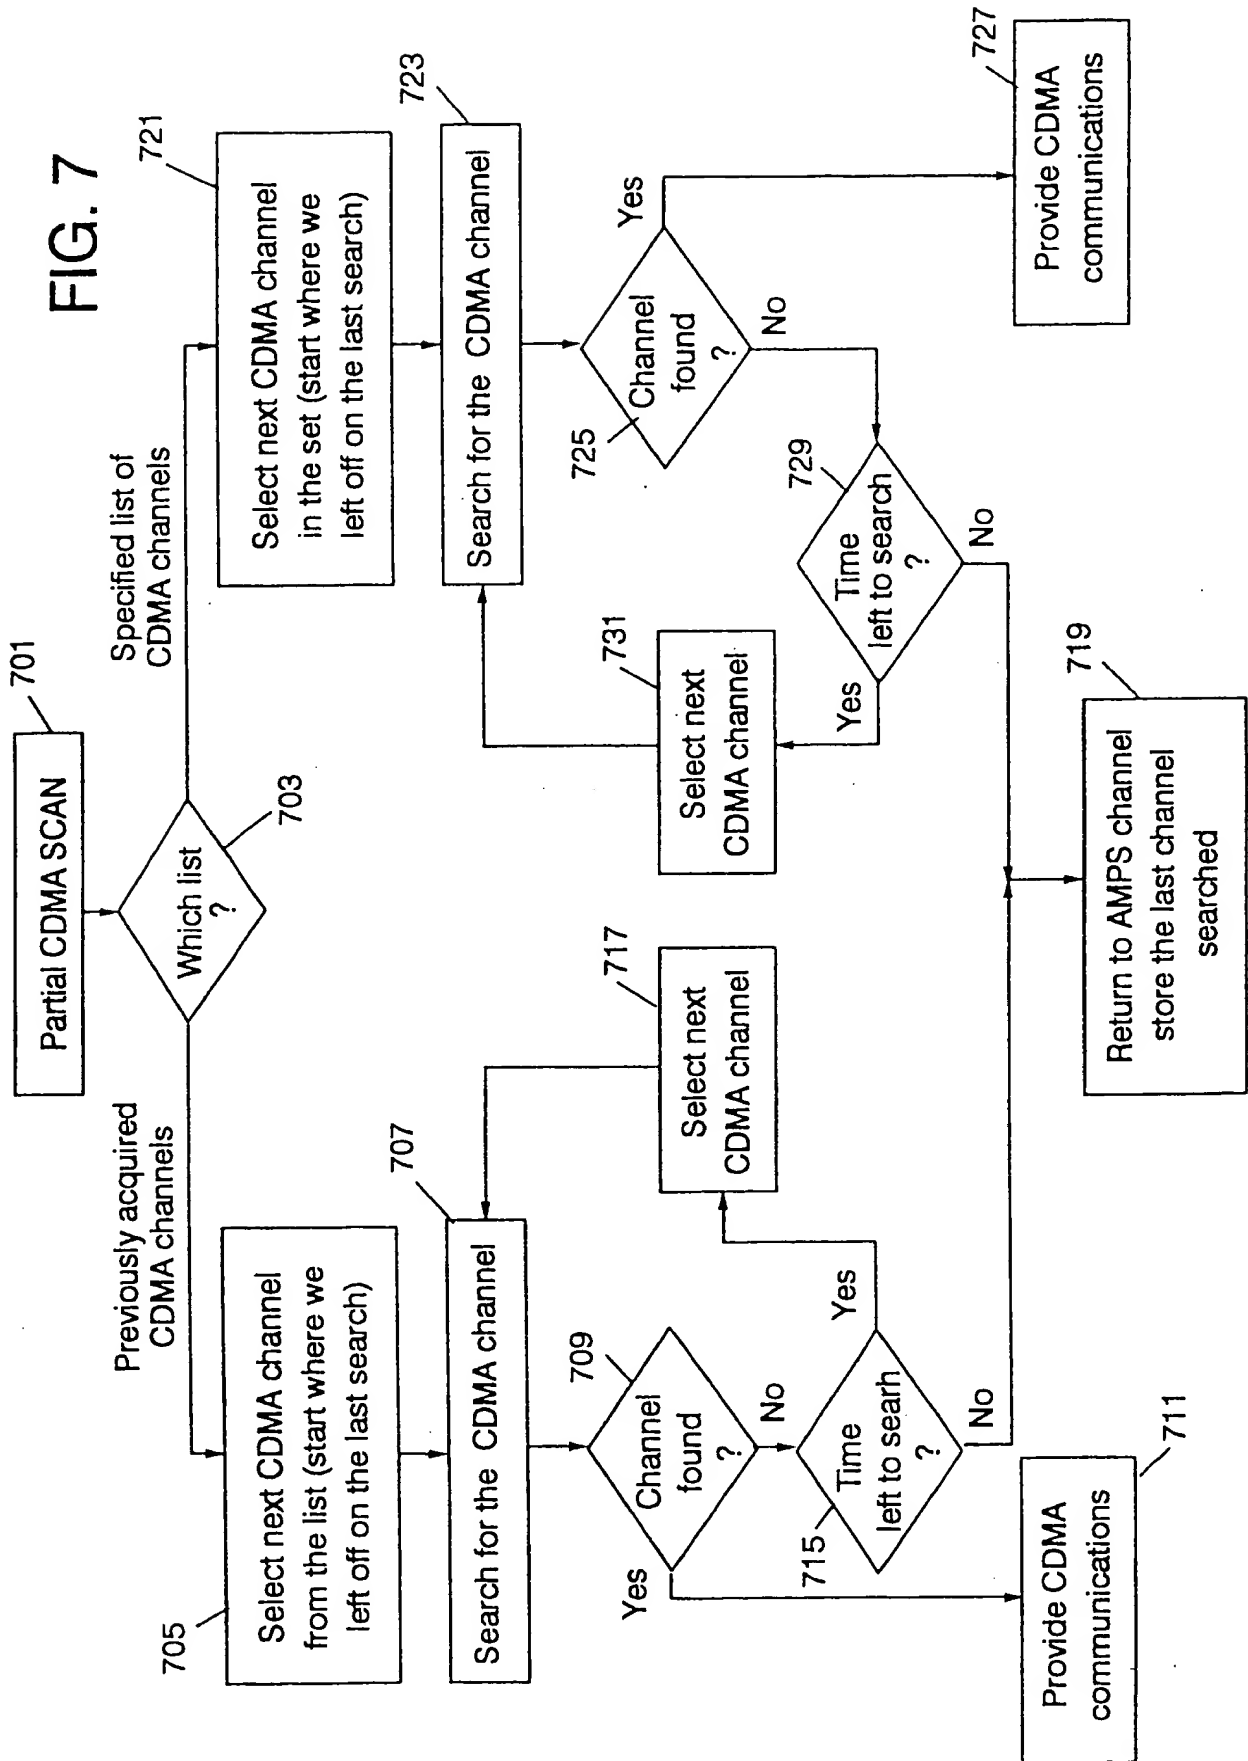 FIG. 7
701
Partial CDMA SCAN
703
Which list
?
Previously acquired
CDMA channels
Specified list of
CDMA channels
705
Select next CDMA channel
from the list (start where we
left off on the last search)
707
Search for the CDMA channel
709
Channel
found
?
Yes
No
715
Time
left to searh
?
Yes
No
717
Select next
CDMA channel
711
Provide CDMA
communications
721
Select next CDMA channel
in the set (start where we
left off on the last search)
723
Search for the CDMA channel
725
Channel
found
?
Yes
No
729
Time
left to search
?
Yes
No
731
Select next
CDMA channel
727
Provide CDMA
communications
719
Return to AMPS channel
store the last channel
searched